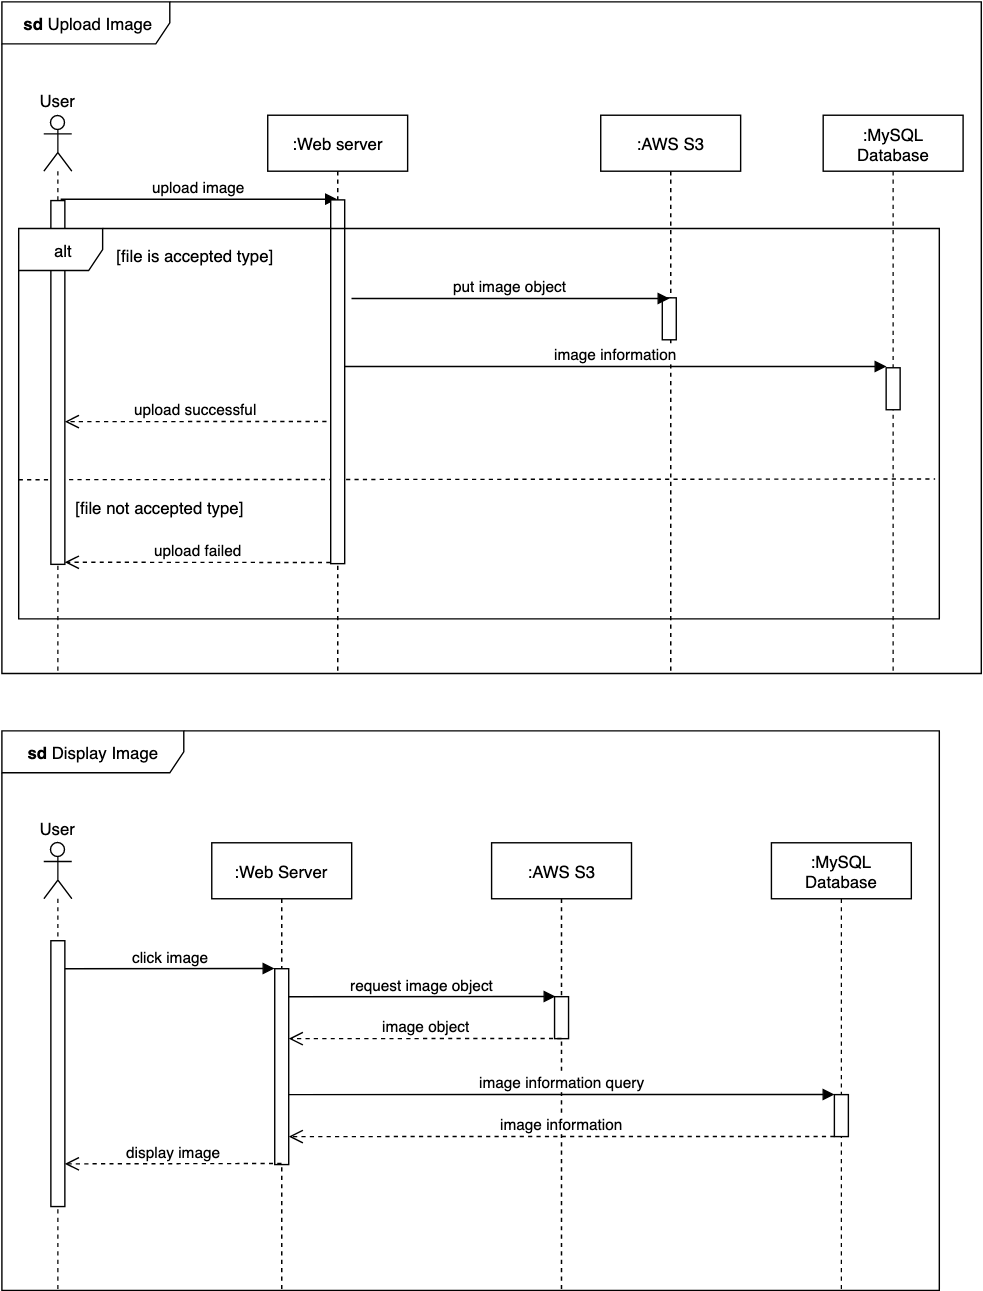 sd Upload Image
User
:Web server
:AWS S3
:MySQL
Database
upload image
alt
[file is accepted type]
put image object
image information
upload successful
[file not accepted type]
upload failed
sd Display Image
User
:Web Server
:AWS S3
:MySQL
Database
click image
request image object
image object
image information query
image information
display image